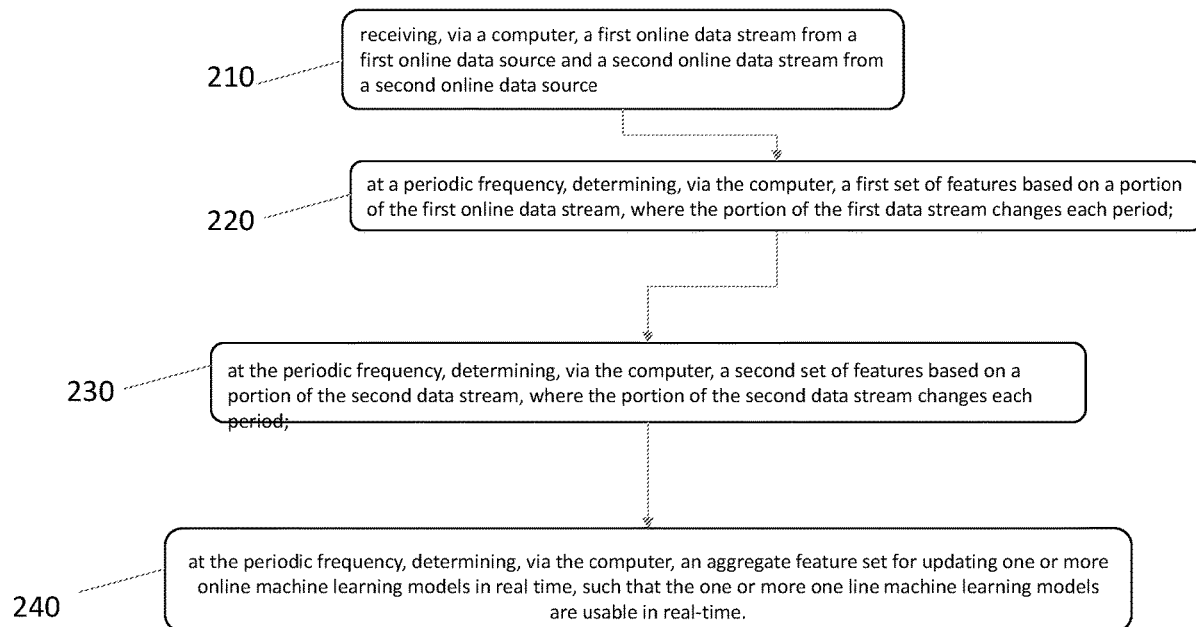 receiving, via a computer, a first online data stream from a
first online data source and a second online data stream from
a second online data source
210
at a periodic frequency, determining, via the computer, a first set of features based on a portion
of the first online data stream, where the portion of the first data stream changes each period;
220
at the periodic frequency, determining, via the computer, a second set of features based on a
portion of the second data stream, where the portion of the second data stream changes each
period;
230
at the periodic frequency, determining, via the computer, an aggregate feature set for updating one or more
online machine learning models in real time, such that the one or more one line machine learning models
are usable in real-time.
240